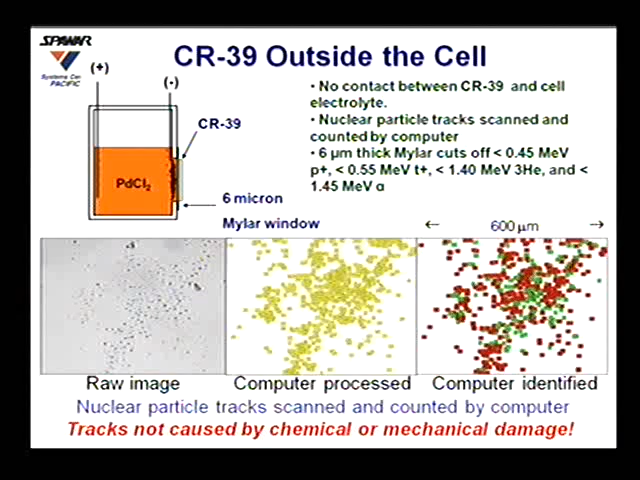 SPAWAR
Systems Center
PACIFIC
CR-39 Outside the Cell
(+)
(-)
CR-39
PdCl2
6 micron
Mylar window
• No contact between CR-39 and cell
electrolyte.
• Nuclear particle tracks scanned and
counted by computer
• 6 µm thick Mylar cuts off < 0.45 MeV
p+, < 0.55 MeV t+, < 1.40 MeV 3He, and <
1.45 MeV α
← 600 µm →
Raw image
Computer processed
Computer identified
Nuclear particle tracks scanned and counted by computer
Tracks not caused by chemical or mechanical damage!